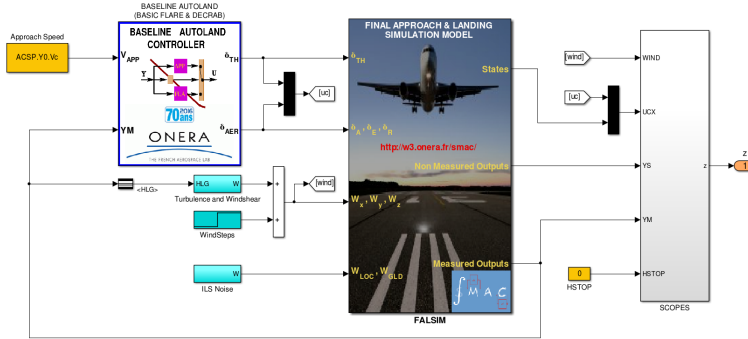 BASELINE AUTOLAND
(BASIC FLARE & DECRAB)
Approach Speed
ACSP.Y0.Vc
BASELINE AUTOLAND
CONTROLLER
V_APP
Y
U
70 ans
YM
ONERA
THE FRENCH AEROSPACE LAB
δ_TH
δ_AER
[uc]
<HLG>
HLG
W
Turbulence and Windshear
WindSteps
+
+
[wind]
W
ILS Noise
FINAL APPROACH & LANDING
SIMULATION MODEL
δ_TH
States
δ_A, δ_E, δ_R
http://w3.onera.fr/smac/
Non Measured Outputs
W_x, W_y, W_z
Measured Outputs
W_LOC, W_GLD
SMAC
FALSIM
[wind]
[uc]
0
HSTOP
WIND
UCX
YS
YM
HSTOP
z
SCOPES
z
1